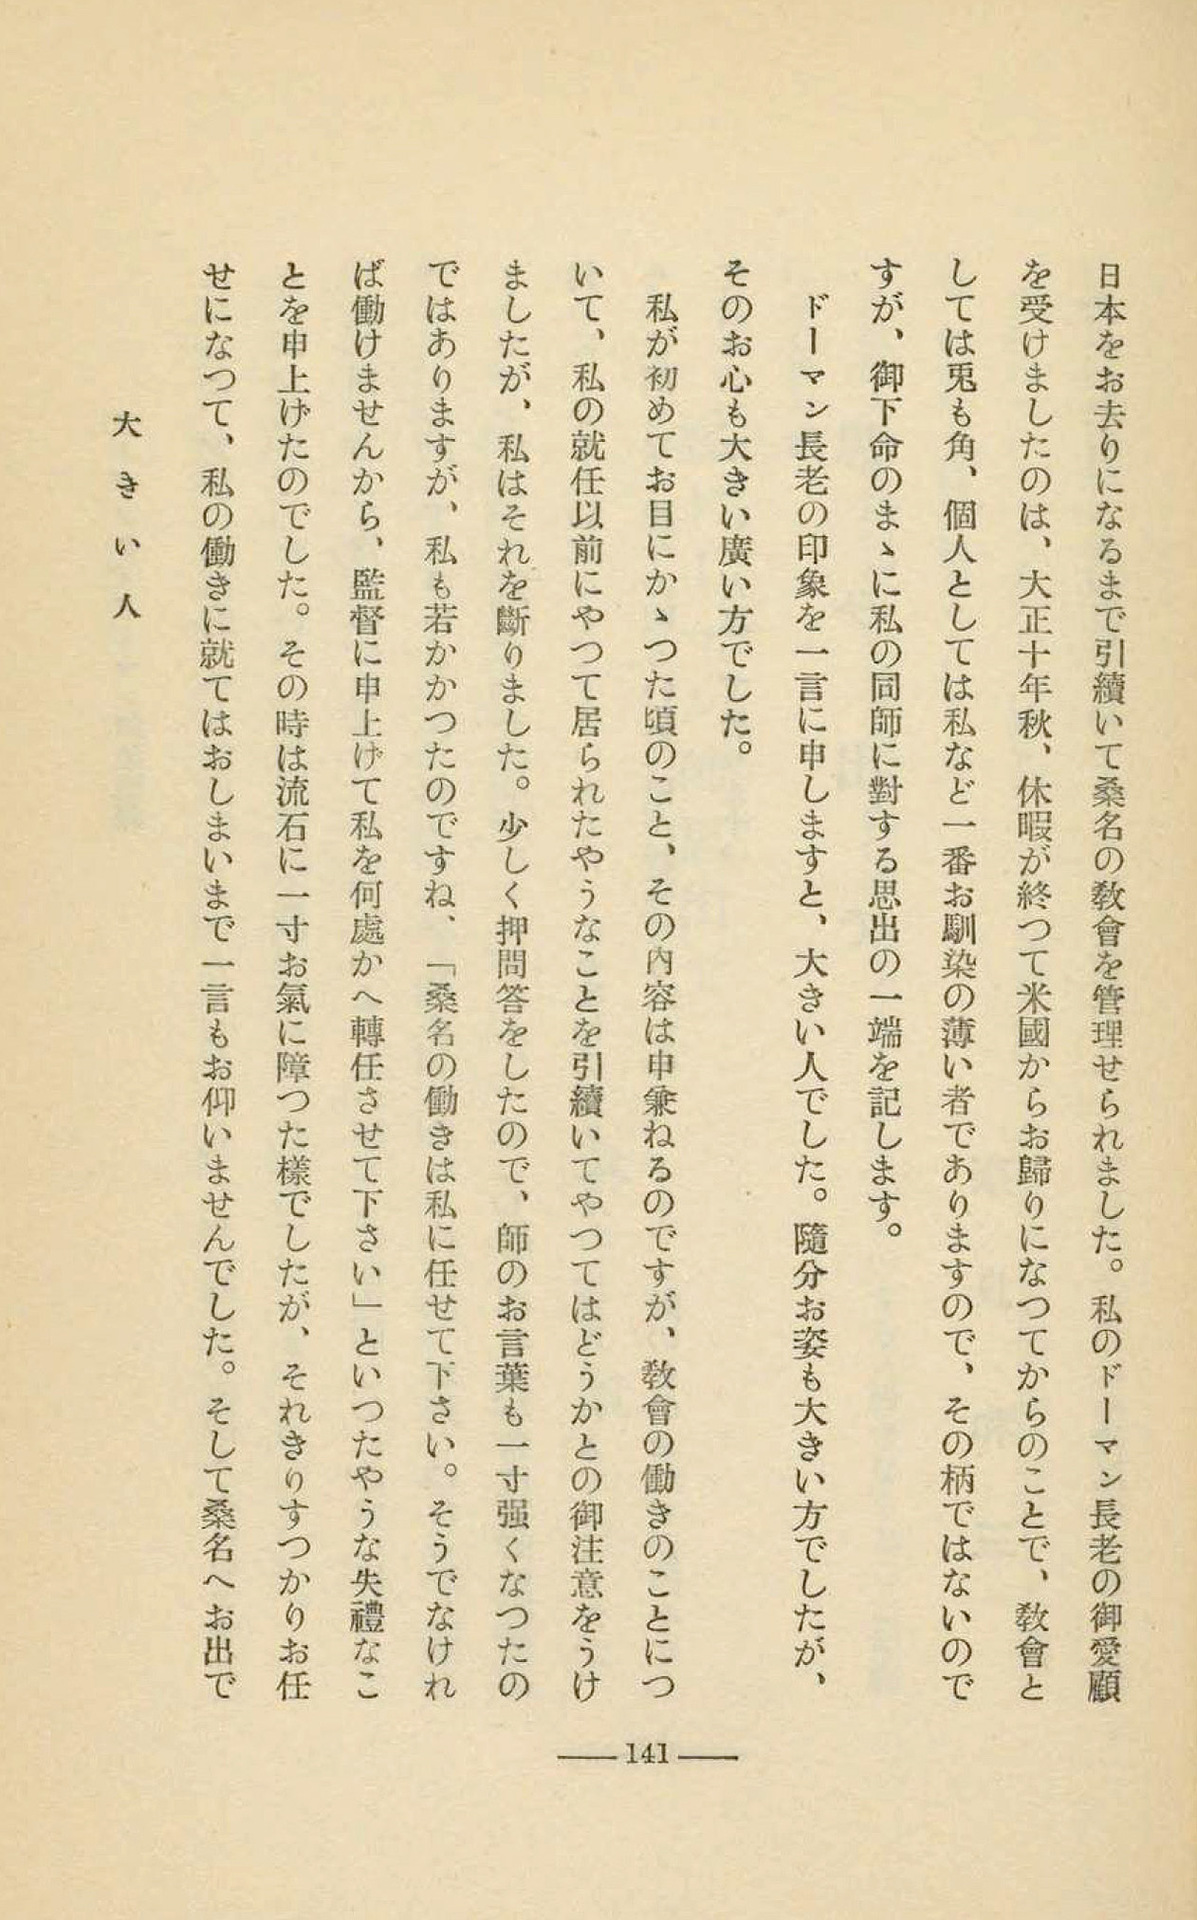 日本をお去りになるまで引續いて桑名の敎會を管理せられました。私のドーマン長老の御愛顧
を受けましたのは、大正十年秋、休暇が終つて米國からお歸りになつてからのことで、敎會と
しては兎も角、個人としては私など一番お馴染の薄い者でありますので、その柄ではないので
すが、御下命のまゝに私の同師に對する思出の一端を記します。
ドーマン長老の印象を一言に申しますと、大きい人でした。隨分お姿も大きい方でしたが、
そのお心も大きい廣い方でした。
私が初めてお目にかゝつた頃のこと、その内容は申兼ねるのですが、敎會の働きのことにつ
いて、私の就任以前にやつて居られたやうなことを引續いてやつてはどうかとの御注意をうけ
ましたが、私はそれを斷りました。少しく押問答をしたので、師のお言葉も一寸强くなつたの
ではありますが、私も若かかつたのですね、「桑名の働きは私に任せて下さい。そうでなけれ
ば働けませんから、監督に申上げて私を何處かへ轉任させて下さい」といつたやうな失禮なこ
とを申上げたのでした。その時は流石に一寸お氣に障つた樣でしたが、それきりすつかりお任
せになつて、私の働きに就てはおしまいまで一言もお仰いませんでした。そして桑名へお出で
大きい人
141